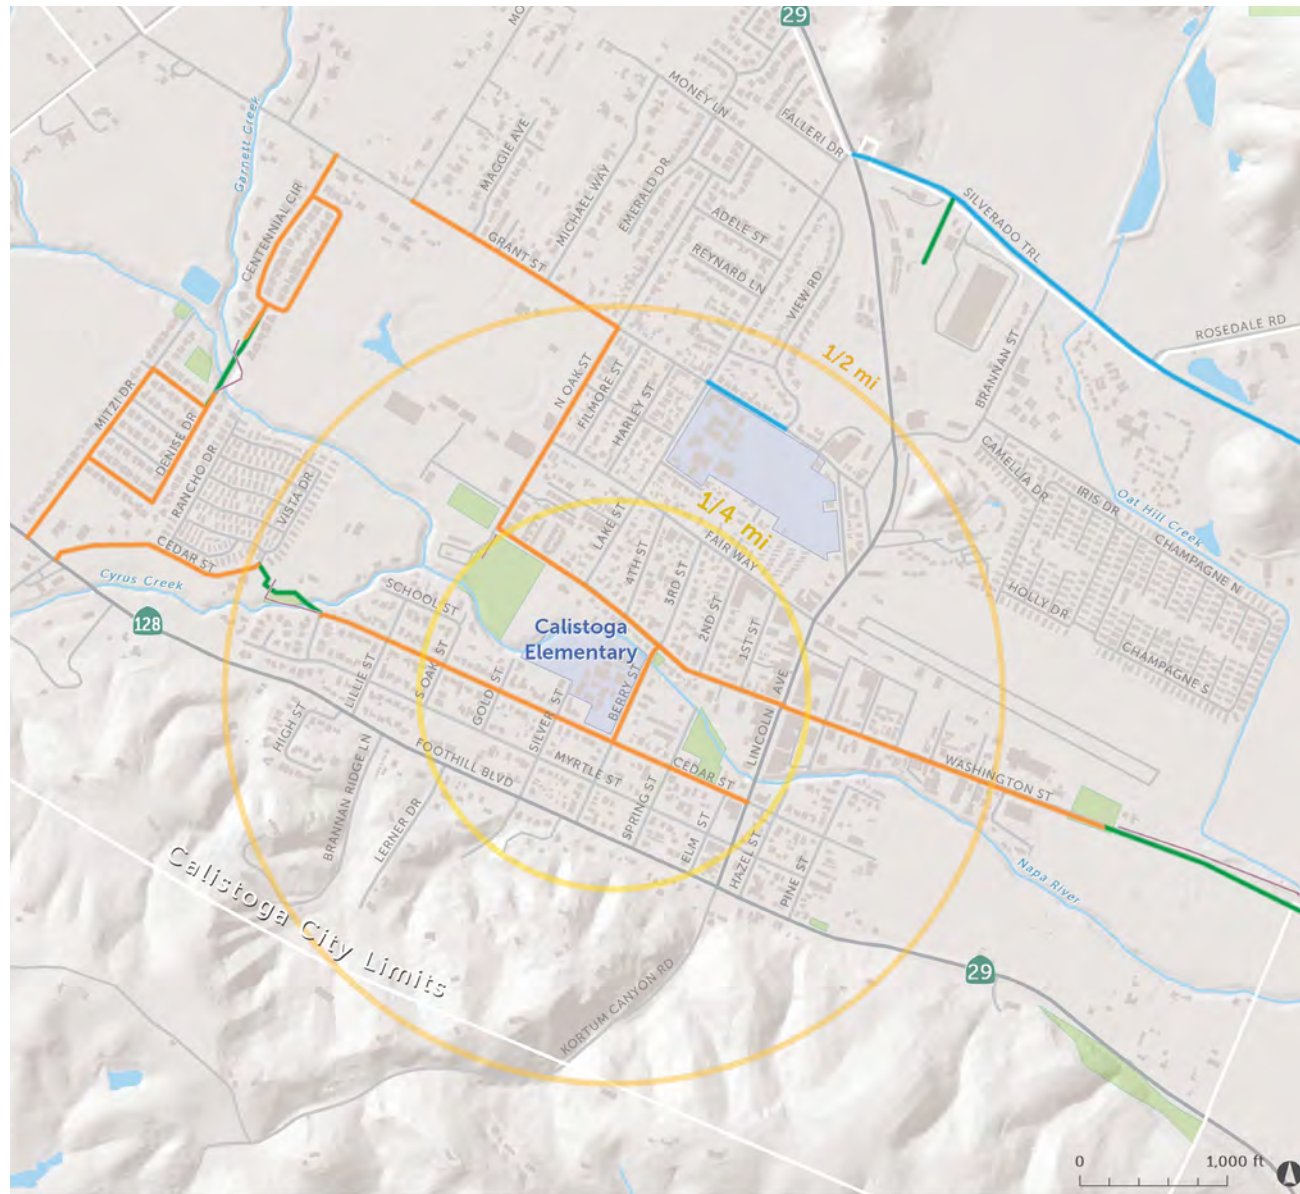 29
MO
MONEY LN
FALLERI DR
Garnett Creek
MAGGIE AVE
MICHAEL WAY
EMERALD DR
SILVERADO TRL
CENTENNIAL CIR
ADELE ST
GRANT ST
REYNARD LN
VIEW RD
ROSEDALE RD
1/2 mi
BRANNAN ST
N OAK ST
FILMORE ST
HARLEY ST
MITZI DR
DENISE DR
RANCHO DR
VISTA DR
CAMELLIA DR
IRIS DR
Oat Hill Creek
1/4 mi
LAKE ST
FAIR WAY
CHAMPAGNE N
CEDAR ST
4TH ST
3RD ST
Cyrus Creek
SCHOOL ST
2ND ST
HOLLY DR
128
Calistoga
Elementary
1ST ST
CHAMPAGNE S
LILLIE ST
S OAK ST
GOLD ST
SILVER ST
BERRY ST
LINCOLN AVE
HIGH ST
BRANNAN RIDGE LN
FOOTHILL BLVD
MYRTLE ST
CEDAR ST
WASHINGTON ST
LERNER DR
SPRING ST
ELM ST
HAZEL ST
PINE ST
Napa River
Calistoga City Limits
29
KORTUM CANYON RD
0 1,000 ft